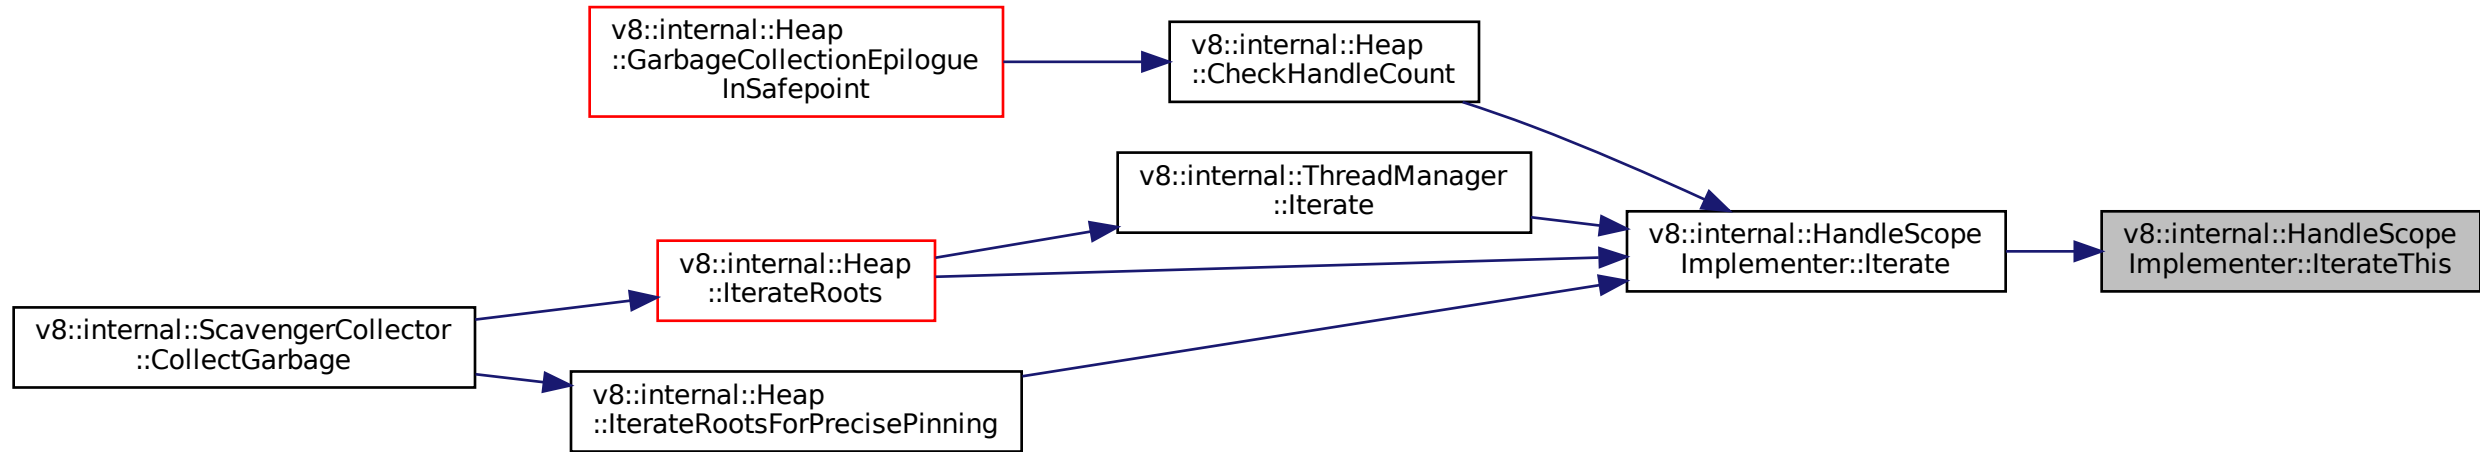 v8::internal::Heap
::GarbageCollectionEpilogue
InSafepoint
v8::internal::Heap
::CheckHandleCount
v8::internal::ThreadManager
::Iterate
v8::internal::HandleScope
Implementer::Iterate
v8::internal::HandleScope
Implementer::IterateThis
v8::internal::Heap
::IterateRoots
v8::internal::ScavengerCollector
::CollectGarbage
v8::internal::Heap
::IterateRootsForPrecisePinning